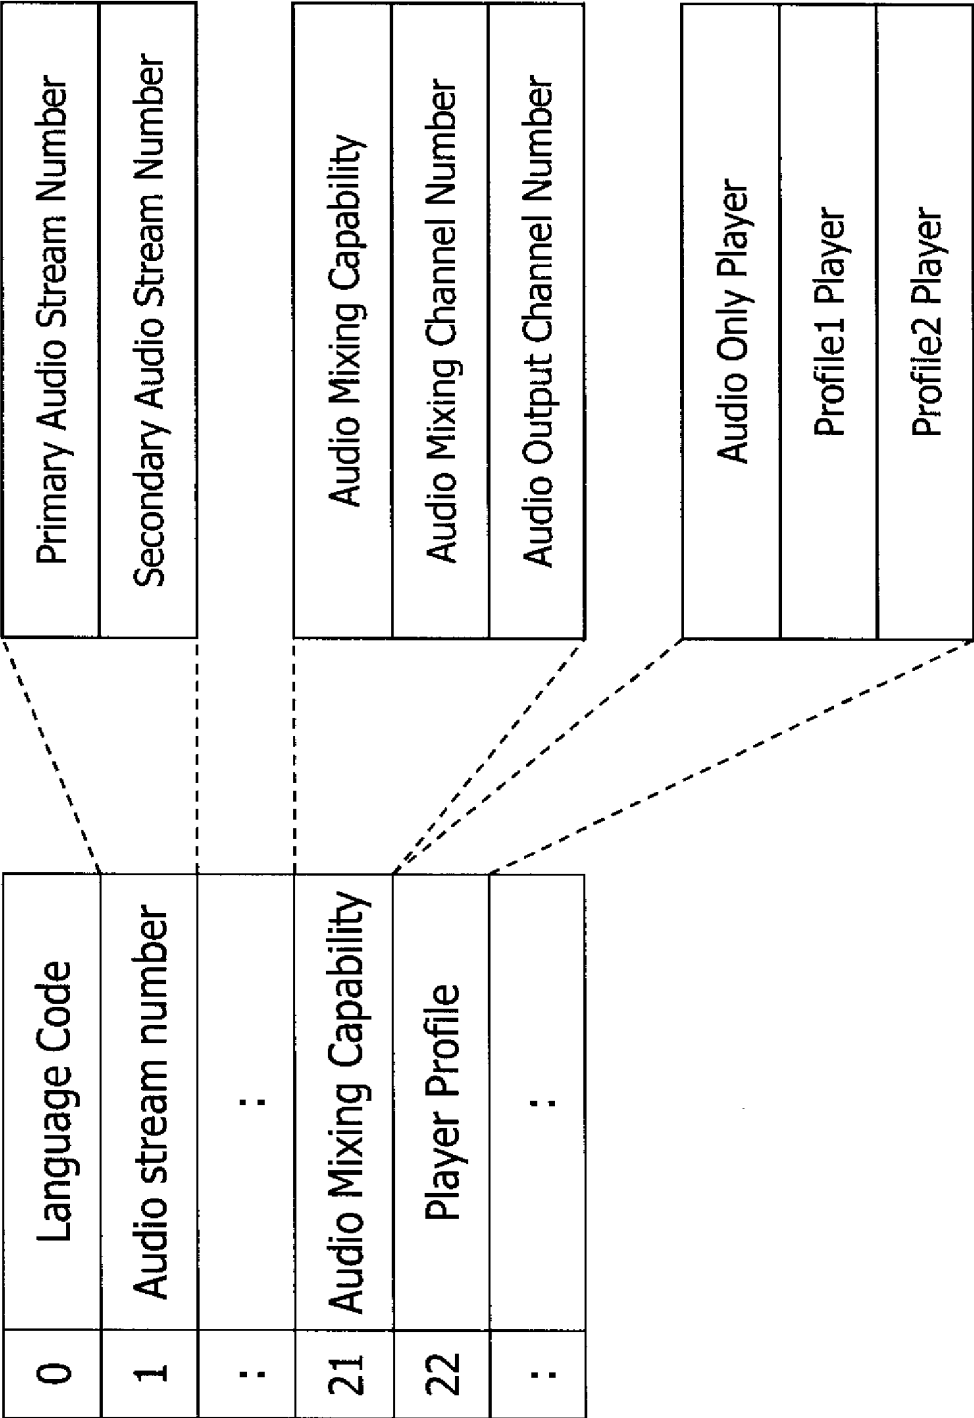 0 Language Code
1 Audio stream number
: :
21 Audio Mixing Capability
22 Player Profile
: :
Primary Audio Stream Number
Secondary Audio Stream Number
Audio Mixing Capability
Audio Mixing Channel Number
Audio Output Channel Number
Audio Only Player
Profile1 Player
Profile2 Player